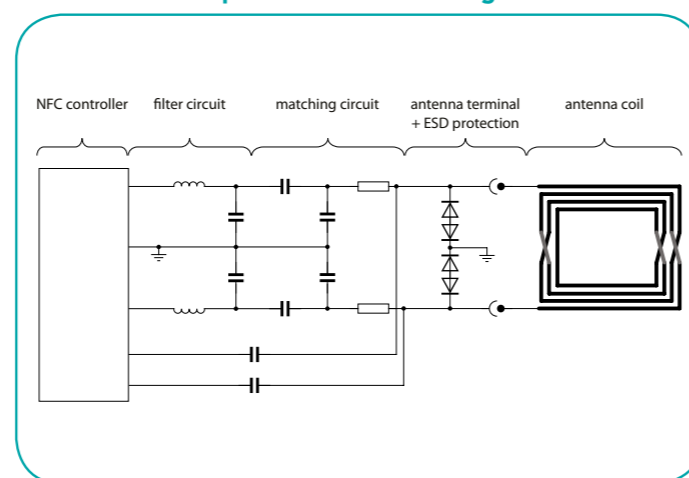 NFC controller
filter circuit
matching circuit
antenna terminal
+ ESD protection
antenna coil